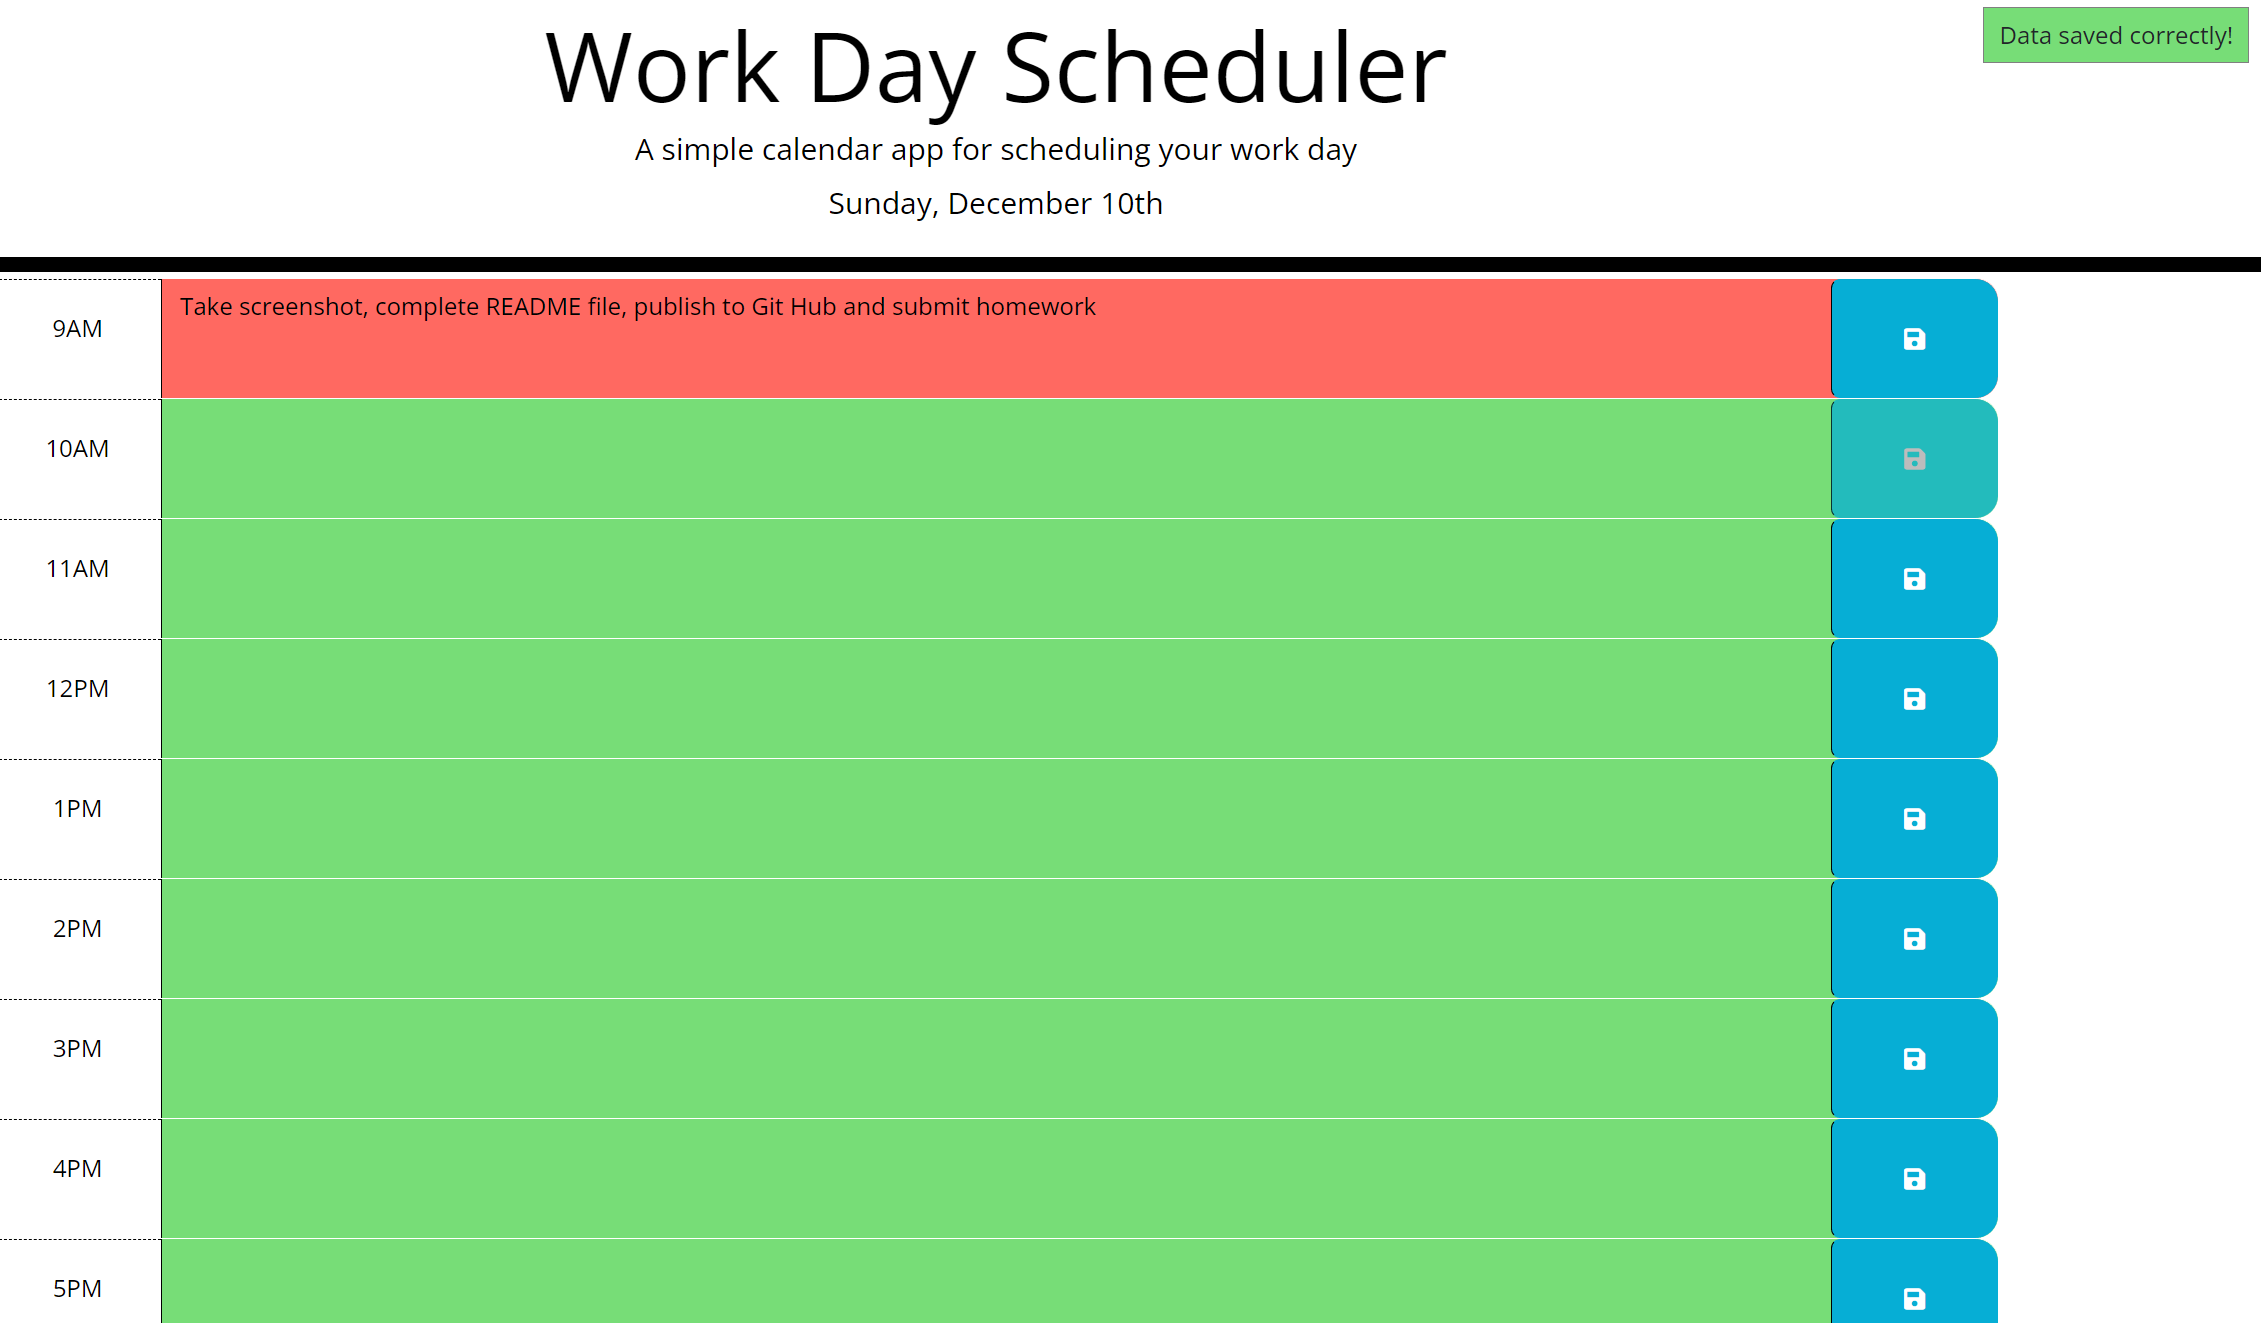 Work Day Scheduler
Data saved correctly!
A simple calendar app for scheduling your work day
Sunday, December 10th
9AM
Take screenshot, complete README file, publish to Git Hub and submit homework
10AM
11AM
12PM
1PM
2PM
3PM
4PM
5PM